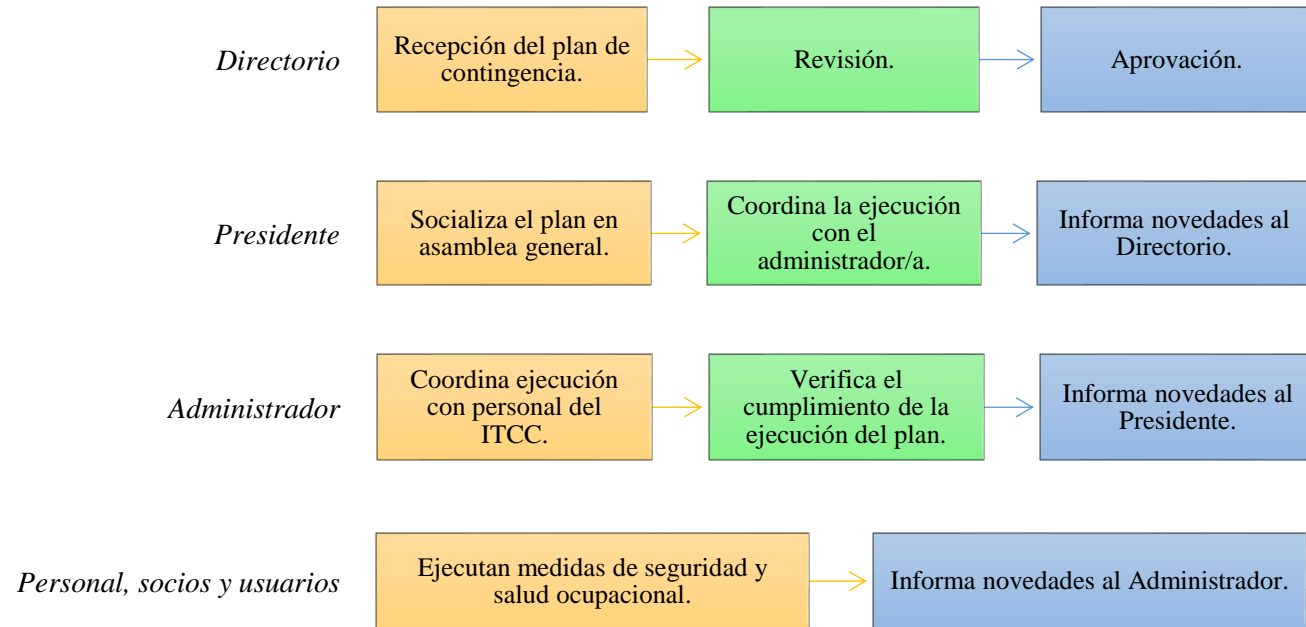 Directorio
Recepción del plan de
contingencia.
Revisión.
Aprovación.
Presidente
Socializa el plan en
asamblea general.
Coordina la ejecución
con el
administrador/a.
Informa novedades al
Directorio.
Administrador
Coordina ejecución
con personal del
ITCC.
Verifica el
cumplimiento de la
ejecución del plan.
Informa novedades al
Presidente.
Personal, socios y usuarios
Ejecutan medidas de seguridad y
salud ocupacional.
Informa novedades al Administrador.